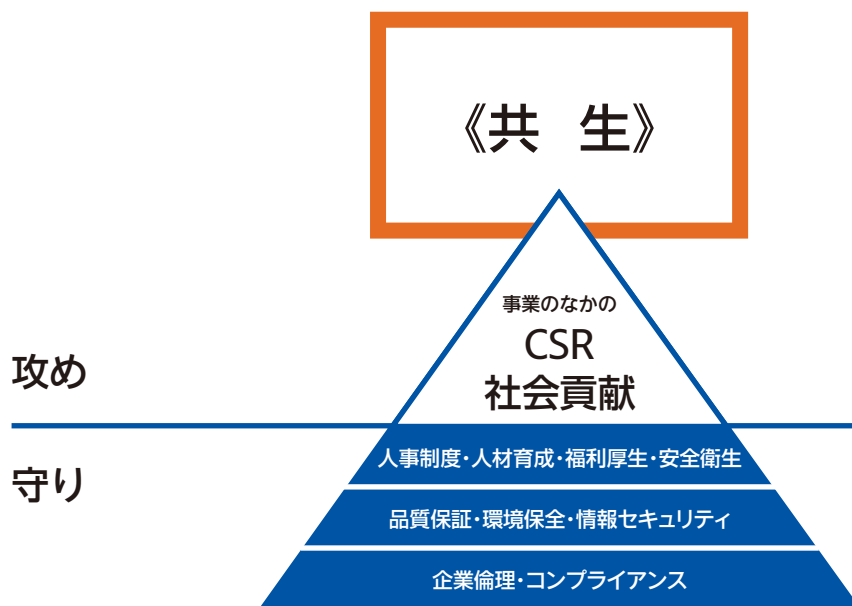 《共 生》
事業のなかの
CSR
社会貢献
攻め
守り
人事制度・人材育成・福利厚生・安全衛生
品質保証・環境保全・情報セキュリティ
企業倫理・コンプライアンス